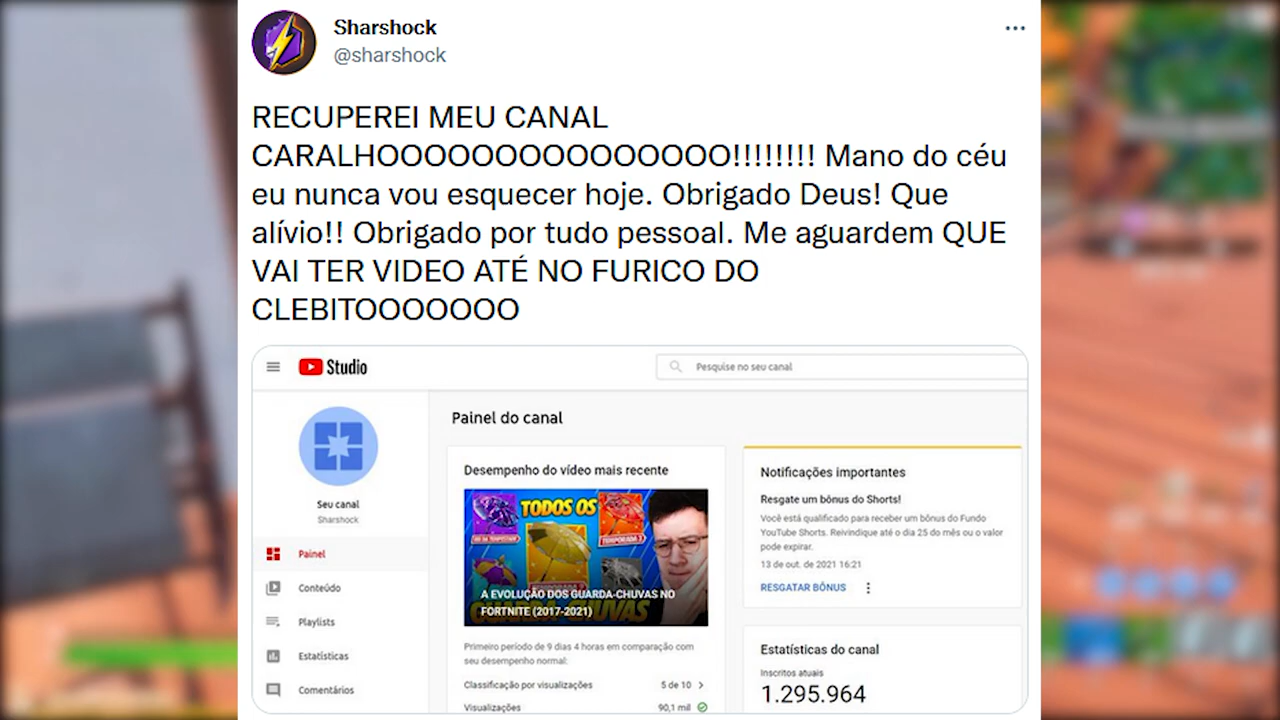 Sharshock
@sharshock
RECUPEREI MEU CANAL
CARALHOOOOOOOOOOOOOOO!!!!!!!! Mano do céu
eu nunca vou esquecer hoje. Obrigado Deus! Que
alívio!! Obrigado por tudo pessoal. Me aguardem QUE
VAI TER VIDEO ATÉ NO FURICO DO
CLEBITOOOOOOO
Studio
Pesquise no seu canal
Seu canal
Sharshock
Painel
Conteúdo
Playlists
Estatísticas
Comentários
Painel do canal
Desempenho do vídeo mais recente
TODOS OS
TEMPORADA 2
A EVOLUÇÃO DOS GUARDA-CHUVAS NO
FORTNITE (2017-2021)
GUARDA-CHUVAS
Primeiro período de 9 dias 4 horas em comparação com
seu desempenho normal:
Classificação por visualizações 5 de 10
Visualizações 90,1 mil
Notificações importantes
Resgate um bônus do Shorts!
Você está qualificado para receber um bônus do Fundo
YouTube Shorts. Reivindique até o dia 25 do mês ou o valor
pode expirar.
13 de out. de 2021 16:21
RESGATAR BÔNUS
Estatísticas do canal
Inscritos atuais
1.295.964